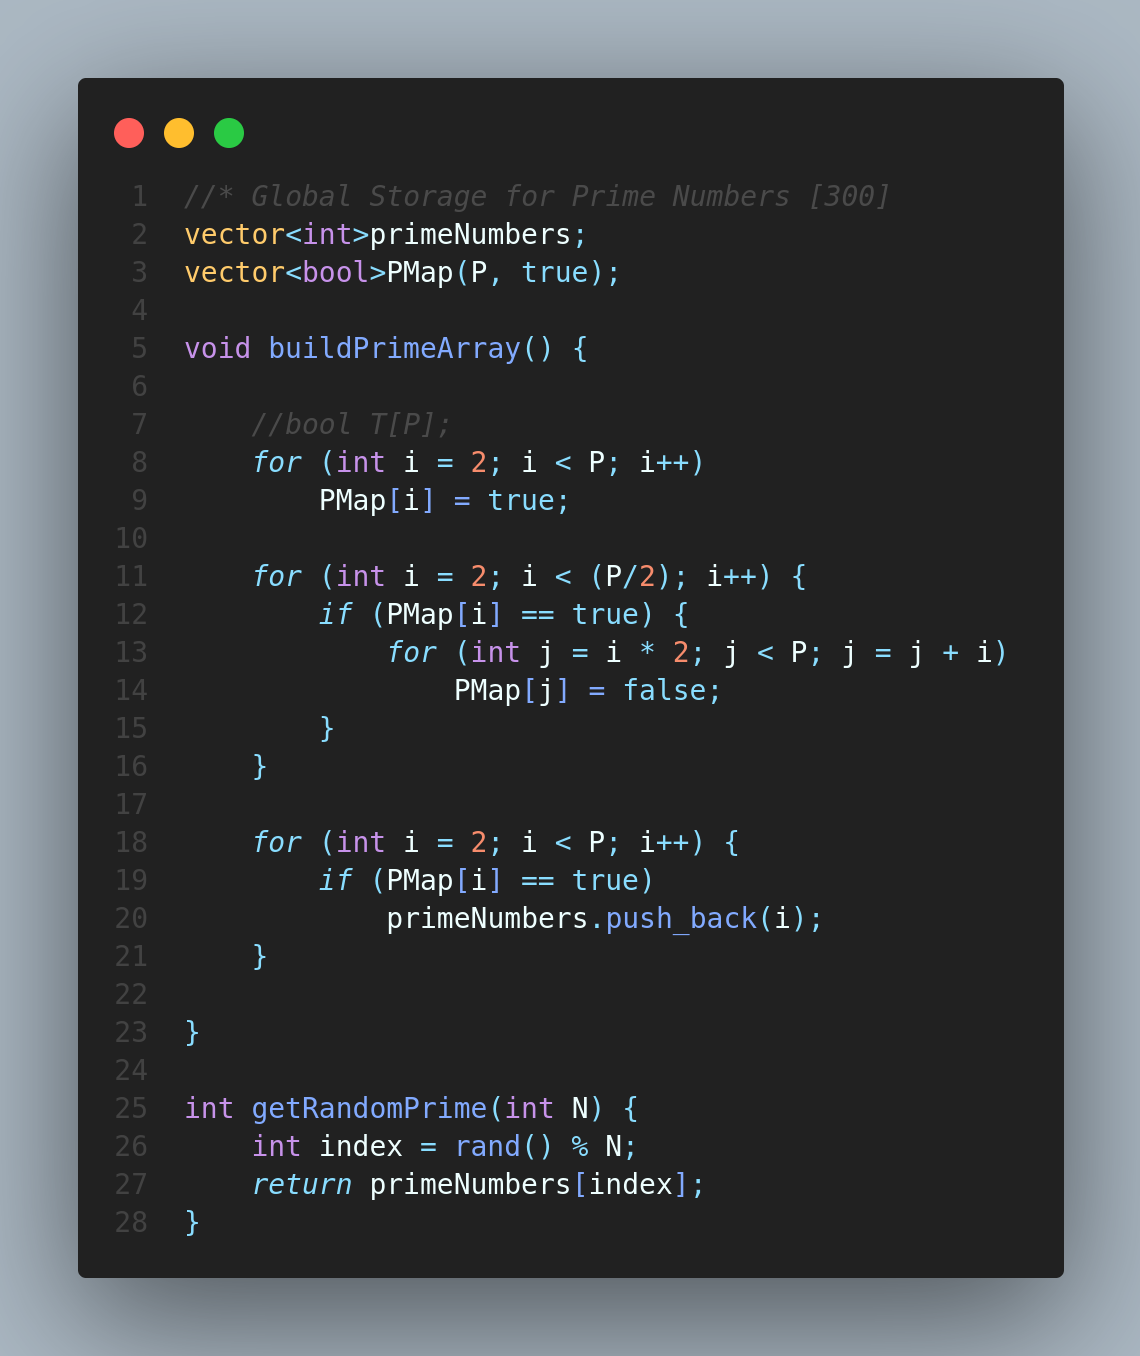 1 //* Global Storage for Prime Numbers [300]
2 vector<int>primeNumbers;
3 vector<bool>PMap(P, true);
4
5 void buildPrimeArray() {
6
7     //bool T[P];
8     for (int i = 2; i < P; i++)
9         PMap[i] = true;
10
11     for (int i = 2; i < (P/2); i++) {
12         if (PMap[i] == true) {
13             for (int j = i * 2; j < P; j = j + i)
14                 PMap[j] = false;
15         }
16     }
17
18     for (int i = 2; i < P; i++) {
19         if (PMap[i] == true)
20             primeNumbers.push_back(i);
21     }
22
23 }
24
25 int getRandomPrime(int N) {
26     int index = rand() % N;
27     return primeNumbers[index];
28 }